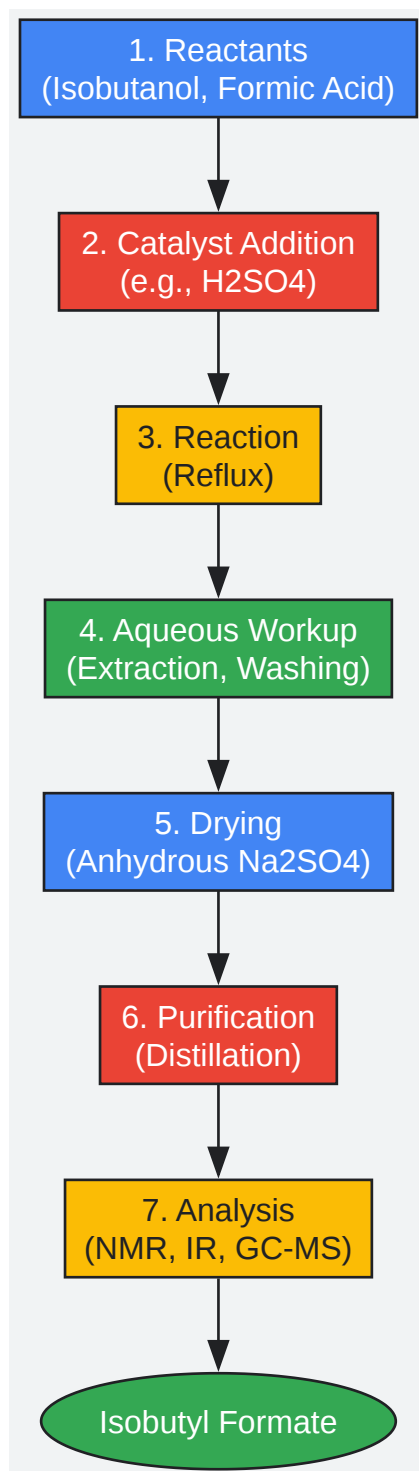 1. Reactants
(Isobutanol, Formic Acid)
2. Catalyst Addition
(e.g., H2SO4)
3. Reaction
(Reflux)
4. Aqueous Workup
(Extraction, Washing)
5. Drying
(Anhydrous Na2SO4)
6. Purification
(Distillation)
7. Analysis
(NMR, IR, GC-MS)
Isobutyl Formate